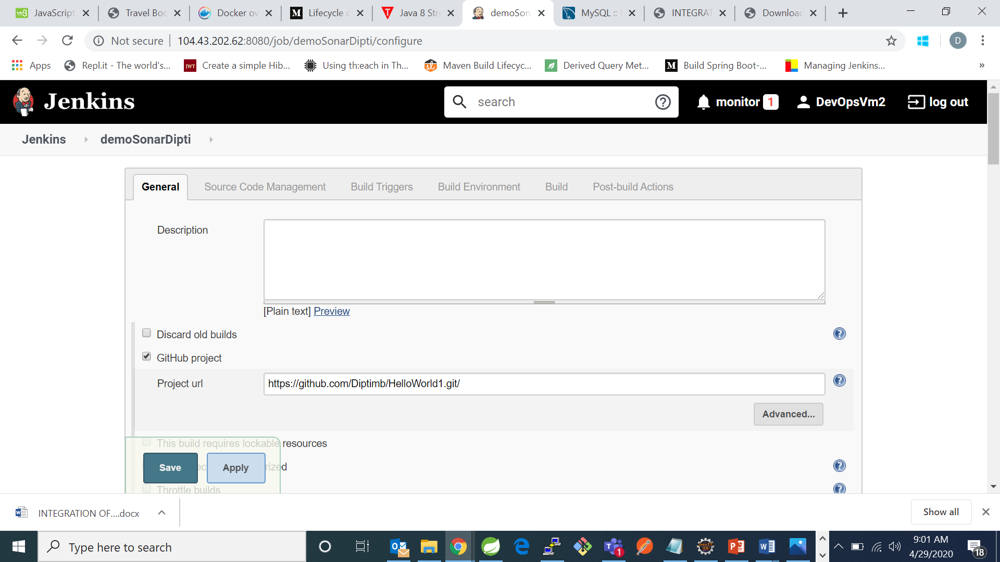 JavaScript
Travel Boo
Docker ov
Lifecycle c
Java 8 Stre
demoSon
MySQL ::
INTEGRAT
Download
Not secure
104.43.202.62:8080/job/demoSonarDipti/configure
D
Apps
Repl.it - The world's...
JWT
Create a simple Hib...
Using th:each in Th...
Maven Build Lifecyc...
Derived Query Met...
M
Build Spring Boot-...
Managing Jenkins...
»
Jenkins
search
monitor 1
DevOpsVm2
log out
Jenkins
demoSonarDipti
General
Source Code Management
Build Triggers
Build Environment
Build
Post-build Actions
Description
[Plain text] Preview
Discard old builds
GitHub project
Project url
https://github.com/Diptimb/HelloWorld1.git/
Advanced...
This build requires lockable resources
Save
Apply
Throttle builds
INTEGRATION OF....docx
Show all
Type here to search
9:01 AM
4/29/2020
18